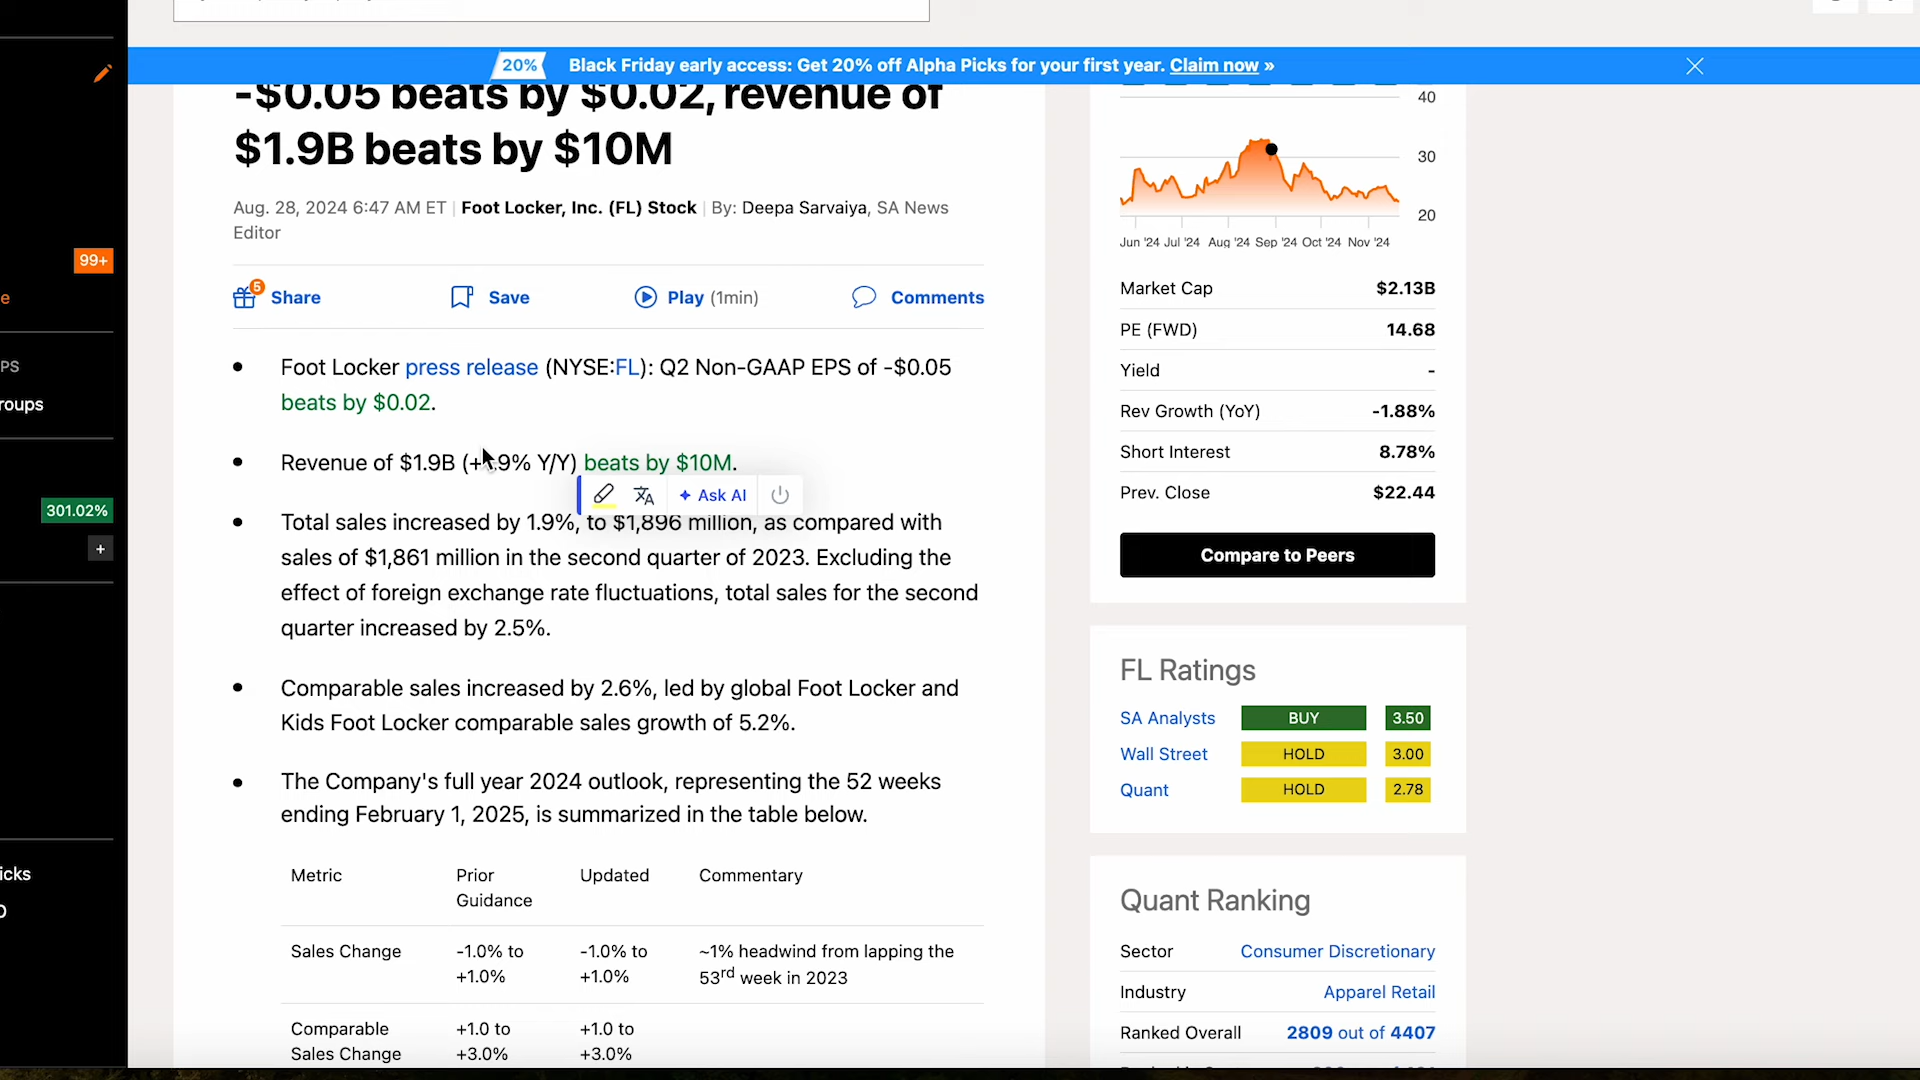 20%
Black Friday early access: Get 20% off Alpha Picks for your first year. Claim now »
-$0.05 beats by $0.02, revenue of
$1.9B beats by $10M
Aug. 28, 2024 6:47 AM ET | Foot Locker, Inc. (FL) Stock | By: Deepa Sarvaiya, SA News
Editor
5
Share
Save
Play (1min)
Comments
• Foot Locker press release (NYSE:FL): Q2 Non-GAAP EPS of -$0.05
beats by $0.02.
• Revenue of $1.9B (+1.9% Y/Y) beats by $10M.
Ask AI
• Total sales increased by 1.9%, to $1,896 million, as compared with
sales of $1,861 million in the second quarter of 2023. Excluding the
effect of foreign exchange rate fluctuations, total sales for the second
quarter increased by 2.5%.
• Comparable sales increased by 2.6%, led by global Foot Locker and
Kids Foot Locker comparable sales growth of 5.2%.
• The Company's full year 2024 outlook, representing the 52 weeks
ending February 1, 2025, is summarized in the table below.
Metric Prior Guidance Updated Commentary
Sales Change -1.0% to +1.0% -1.0% to +1.0% ~1% headwind from lapping the 53rd week in 2023
Comparable Sales Change +1.0 to +3.0% +1.0 to +3.0%
40
30
20
Jun '24 Jul '24 Aug '24 Sep '24 Oct '24 Nov '24
Market Cap $2.13B
PE (FWD) 14.68
Yield -
Rev Growth (YoY) -1.88%
Short Interest 8.78%
Prev. Close $22.44
Compare to Peers
FL Ratings
SA Analysts BUY 3.50
Wall Street HOLD 3.00
Quant HOLD 2.78
Quant Ranking
Sector Consumer Discretionary
Industry Apparel Retail
Ranked Overall 2809 out of 4407
99+
e
PS
roups
301.02%
+
icks